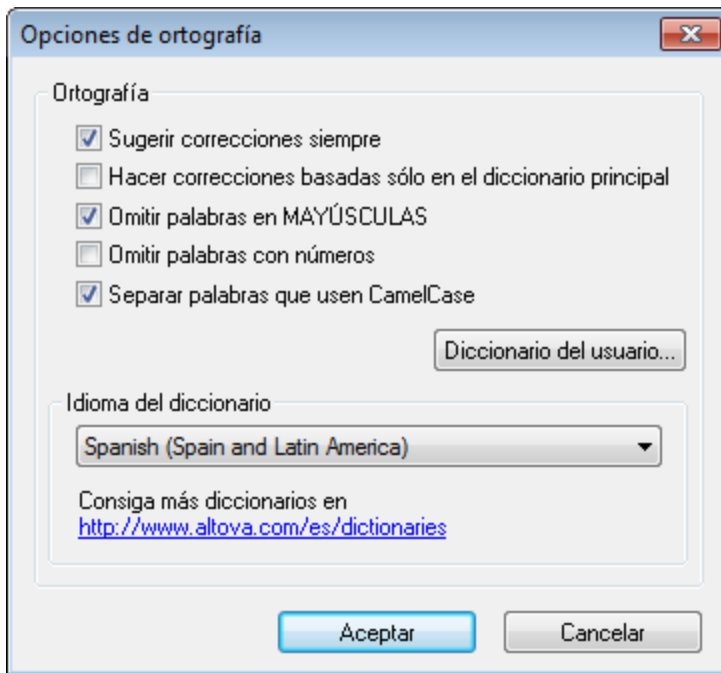 Opciones de ortografía
Ortografía
Sugerir correcciones siempre
Hacer correcciones basadas sólo en el diccionario principal
Omitir palabras en MAYÚSCULAS
Omitir palabras con números
Separar palabras que usen CamelCase
Diccionario del usuario...
Idioma del diccionario
Spanish (Spain and Latin America)
Consiga más diccionarios en
http://www.altova.com/es/dictionaries
Aceptar
Cancelar